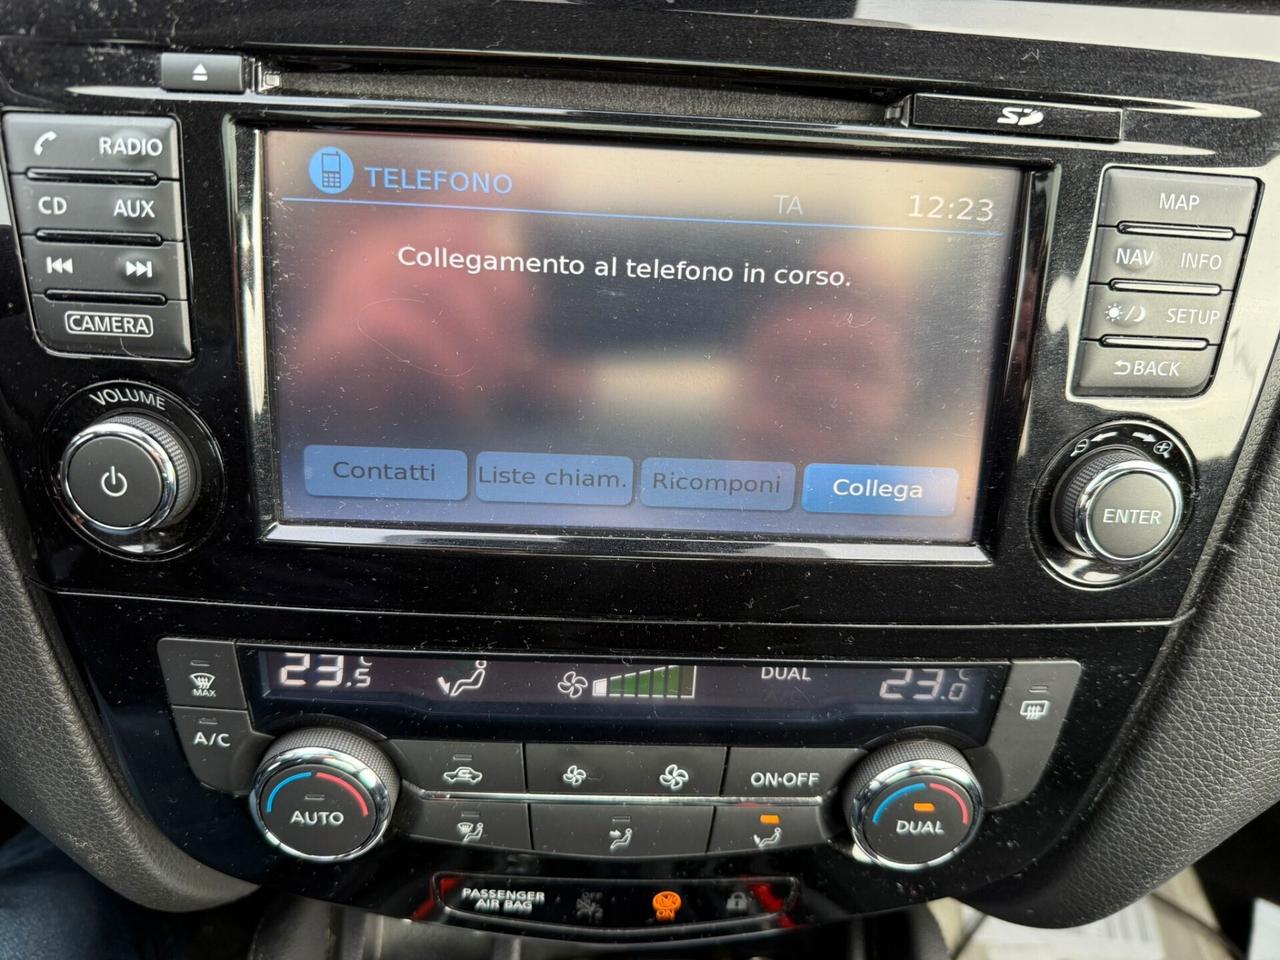 SD
RADIO
CD AUX
CAMERA
VOLUME
TELEFONO
TA 12:23
Collegamento al telefono in corso.
Contatti Liste chiam. Ricomponi Collega
MAP
NAV INFO
SETUP
BACK
ENTER
23.5°C DUAL 23.0°C
MAX
A/C
AUTO
ON·OFF
DUAL
PASSENGER
AIR BAG
OFF
ON